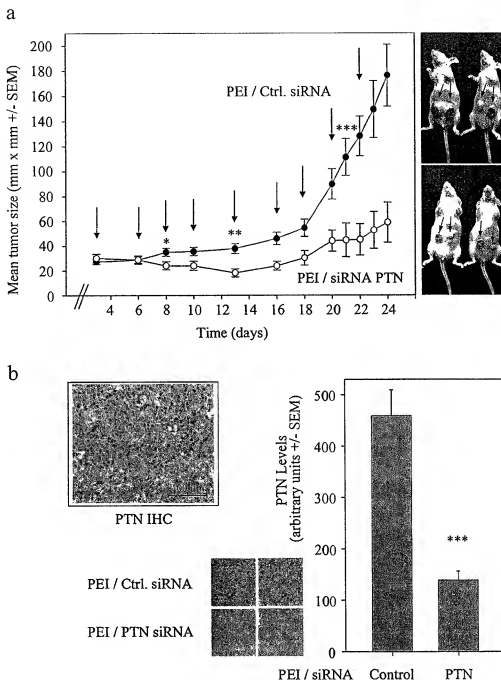 a
Mean tumor size (mm x mm +/- SEM)
200
180
160
140
120
100
80
60
40
20
0
PEI / Ctrl. siRNA
***
*
**
PEI / siRNA PTN
4 6 8 10 12 14 16 18 20 22 24
Time (days)
b
PTN IHC
PEI / Ctrl. siRNA
PEI / PTN siRNA
PTN Levels
(arbitrary units +/- SEM)
500
400
300
200
100
0
***
PEI / siRNA Control PTN